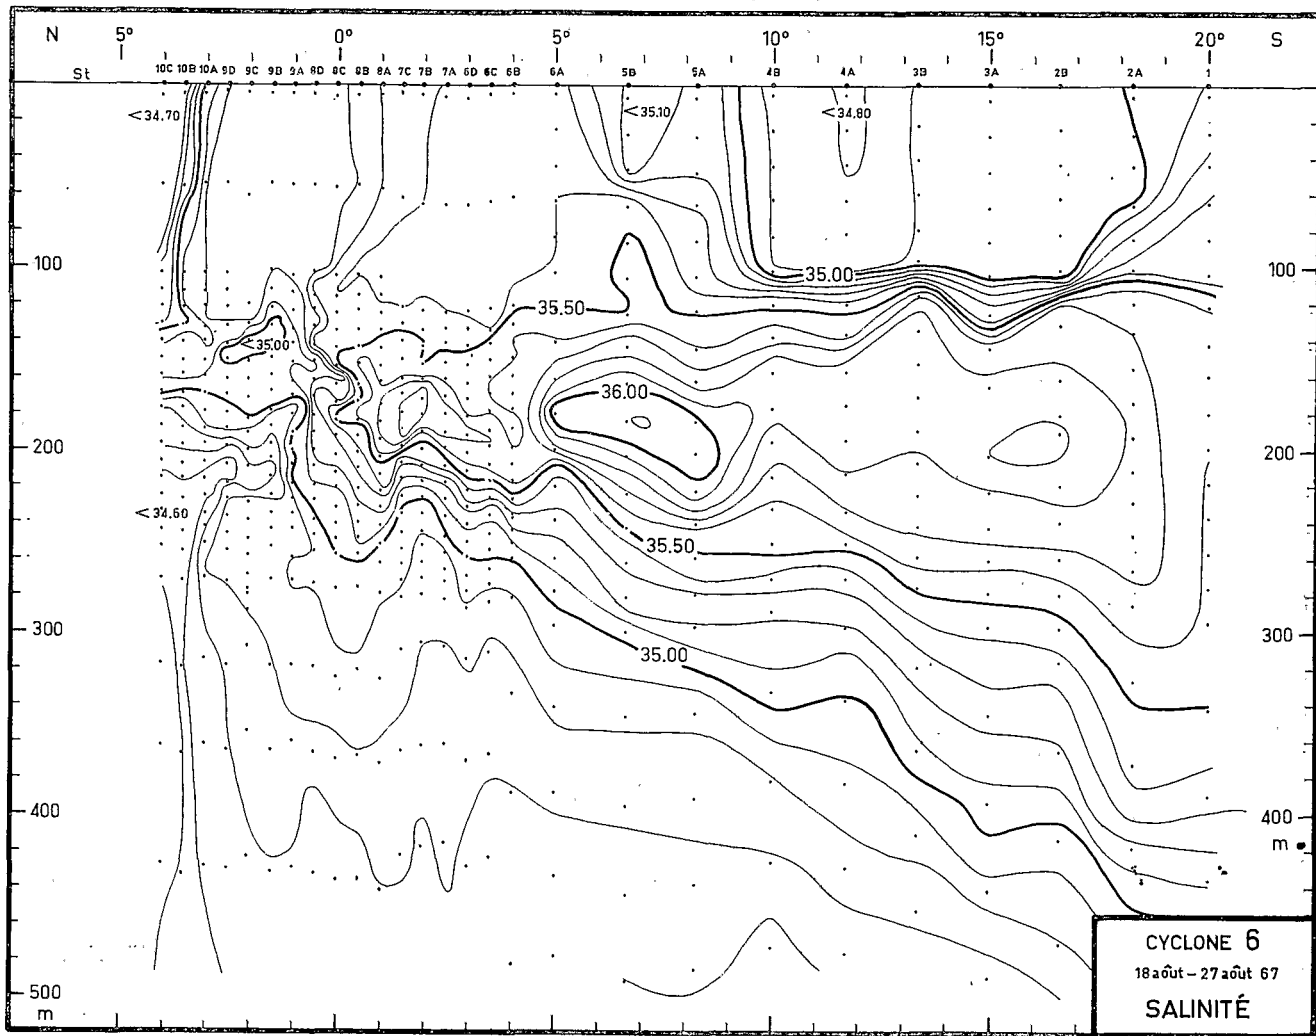 N 5° 0° 5° 10° 15° 20° S
St 10C 10B 10A 9D 9C 9B 9A 8D 8C 8B 8A 7C 7B 7A 6D 6C 6B 6A 5B 5A 4B 4A 3B 3A 2B 2A 1
<34.70 <35.10 <34.80
100 35.00 100
35.50
<35.00
36.00
200 200
<34.60
35.50
300 35.00 300
400 400
m
500
m
CYCLONE 6
18 août – 27 août 67
SALINITÉ